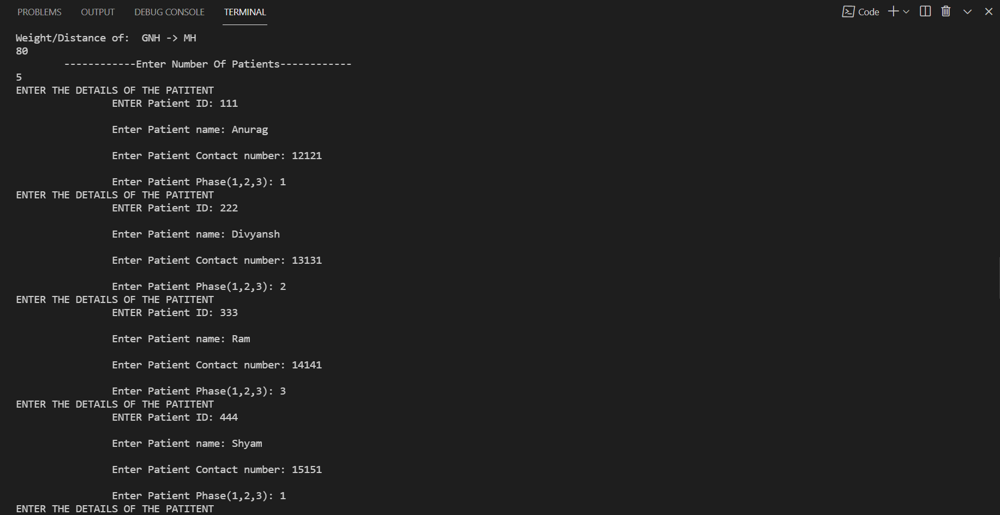 PROBLEMS OUTPUT DEBUG CONSOLE TERMINAL Code
Weight/Distance of:  GNH -> MH
80
------------Enter Number Of Patients------------
5
ENTER THE DETAILS OF THE PATITENT
ENTER Patient ID: 111
Enter Patient name: Anurag
Enter Patient Contact number: 12121
Enter Patient Phase(1,2,3): 1
ENTER THE DETAILS OF THE PATITENT
ENTER Patient ID: 222
Enter Patient name: Divyansh
Enter Patient Contact number: 13131
Enter Patient Phase(1,2,3): 2
ENTER THE DETAILS OF THE PATITENT
ENTER Patient ID: 333
Enter Patient name: Ram
Enter Patient Contact number: 14141
Enter Patient Phase(1,2,3): 3
ENTER THE DETAILS OF THE PATITENT
ENTER Patient ID: 444
Enter Patient name: Shyam
Enter Patient Contact number: 15151
Enter Patient Phase(1,2,3): 1
ENTER THE DETAILS OF THE PATITENT